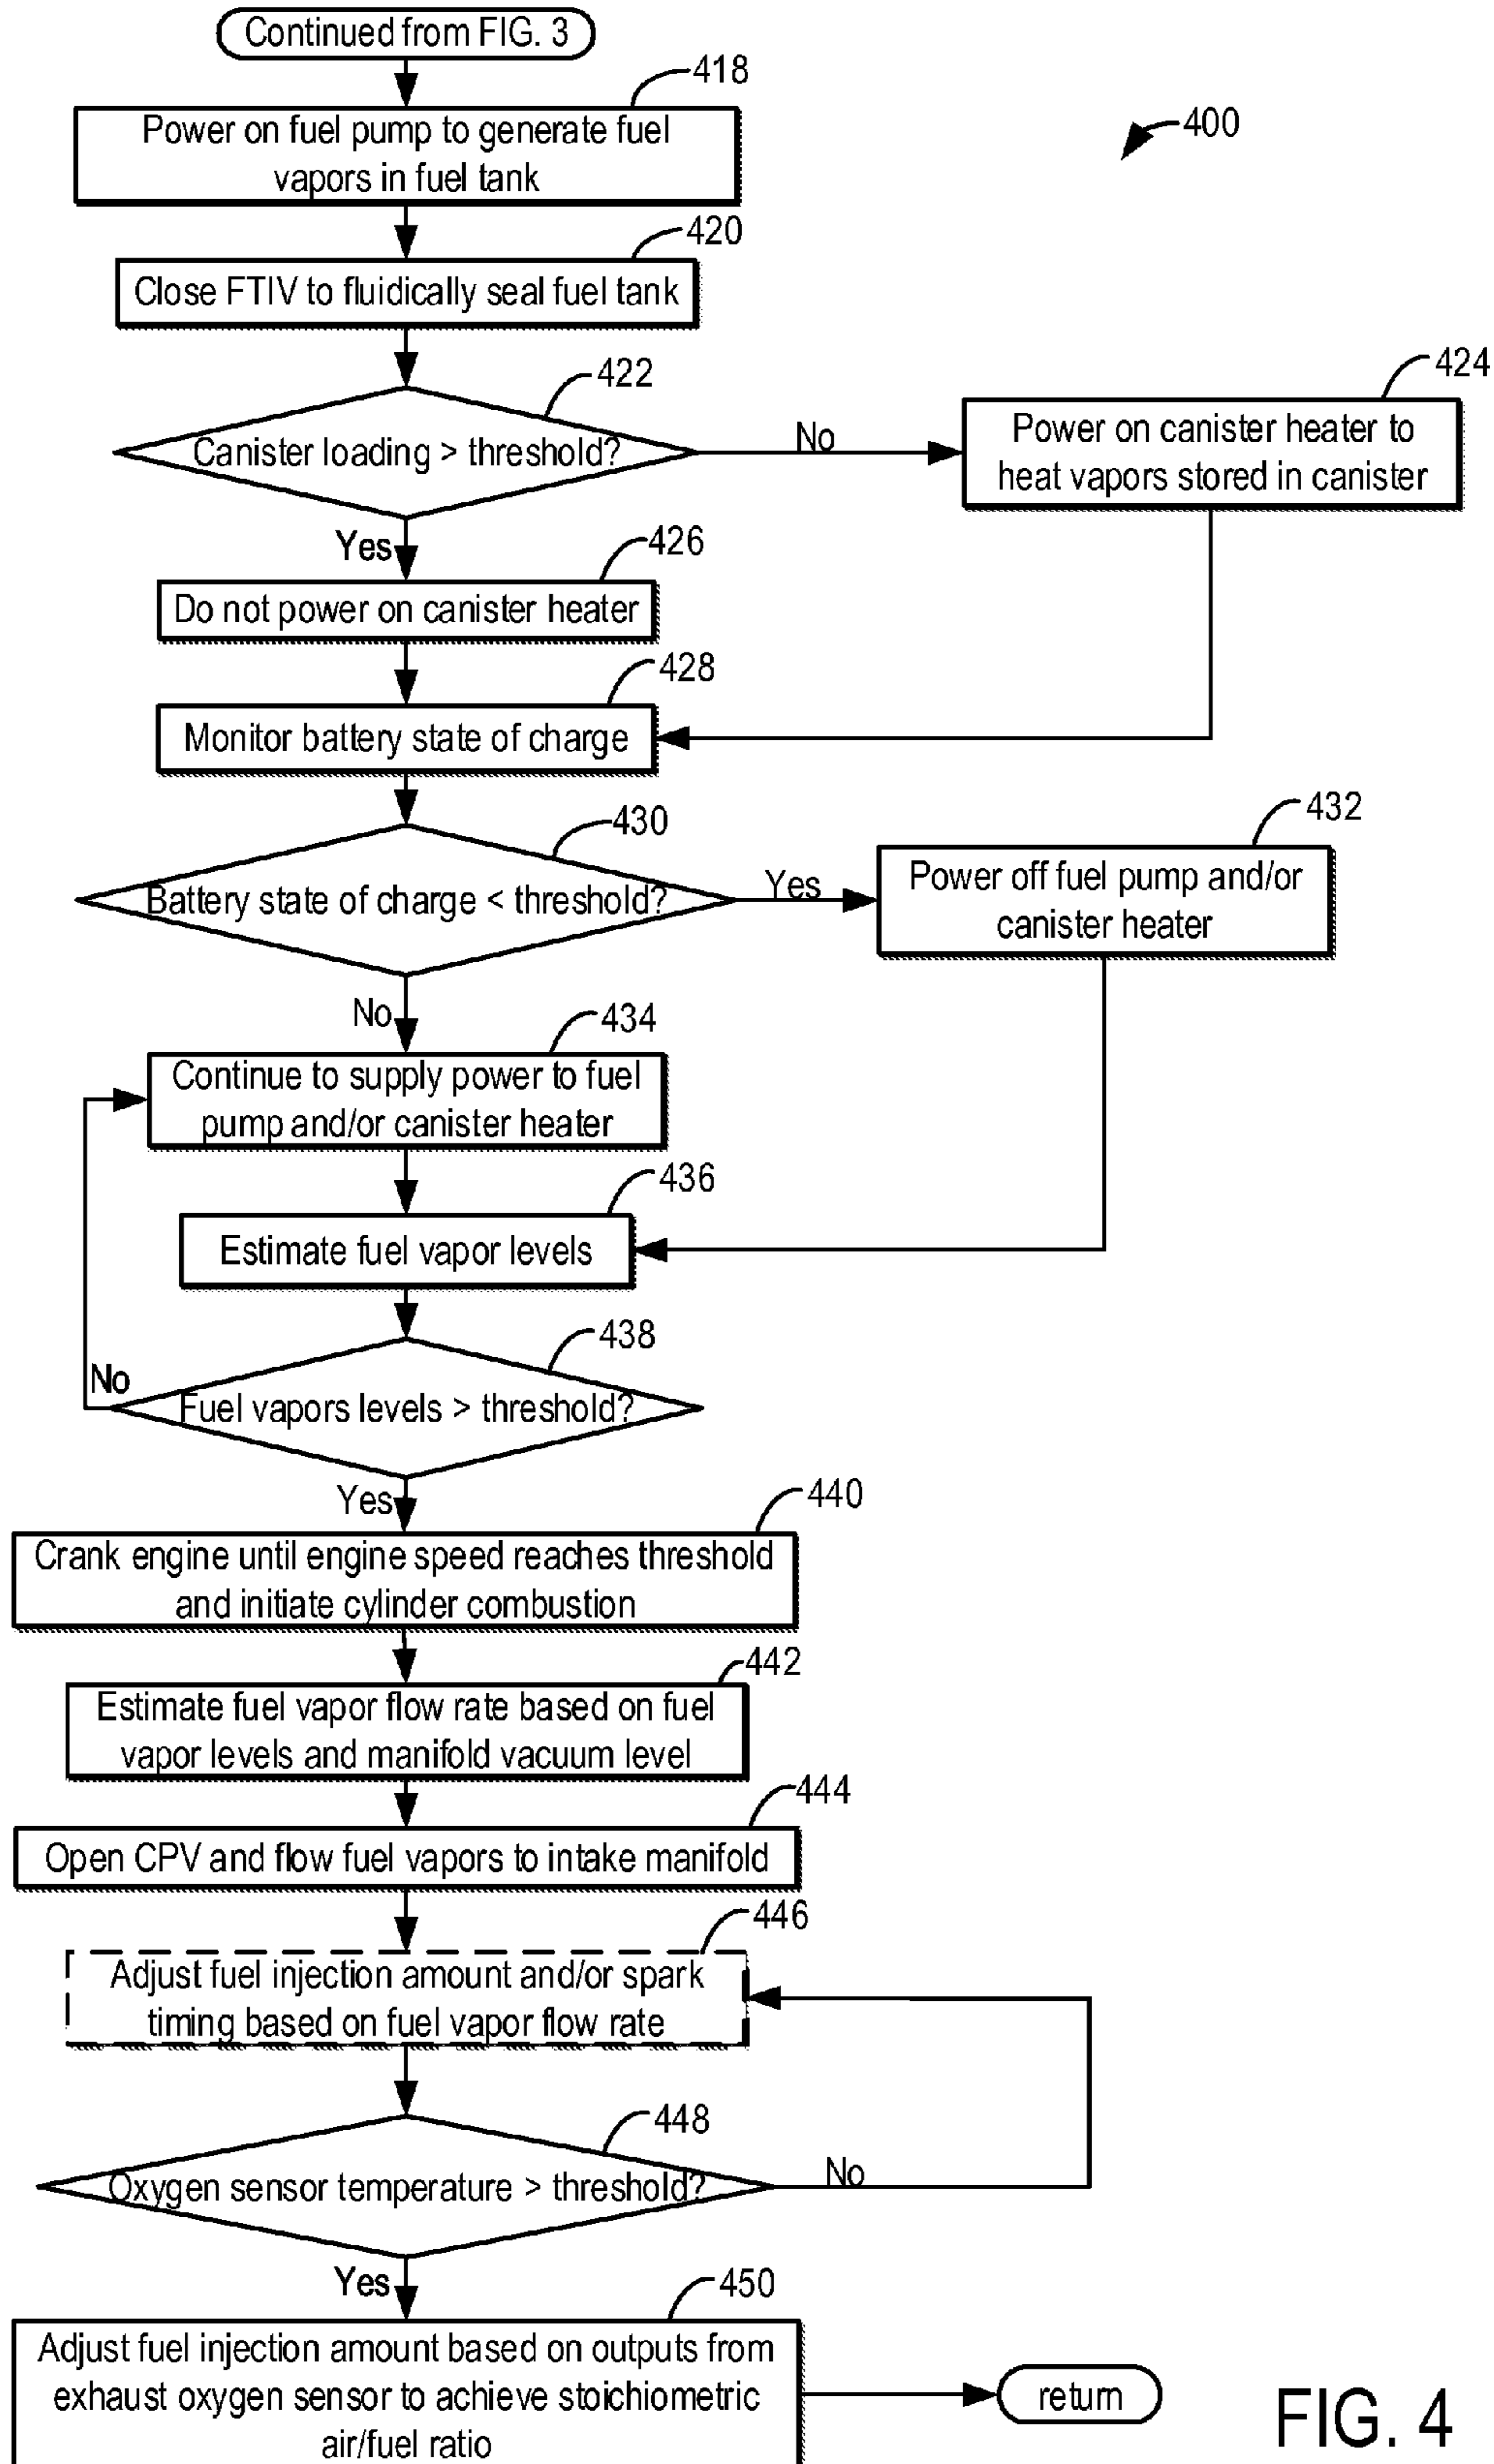 Continued from FIG. 3
418
Power on fuel pump to generate fuel
vapors in fuel tank
400
420
Close FTIV to fluidically seal fuel tank
422
Canister loading > threshold?
No
424
Power on canister heater to
heat vapors stored in canister
Yes
426
Do not power on canister heater
428
Monitor battery state of charge
430
Battery state of charge < threshold?
Yes
432
Power off fuel pump and/or
canister heater
No
434
Continue to supply power to fuel
pump and/or canister heater
436
Estimate fuel vapor levels
438
Fuel vapors levels > threshold?
No
Yes
440
Crank engine until engine speed reaches threshold
and initiate cylinder combustion
442
Estimate fuel vapor flow rate based on fuel
vapor levels and manifold vacuum level
444
Open CPV and flow fuel vapors to intake manifold
446
Adjust fuel injection amount and/or spark
timing based on fuel vapor flow rate
448
Oxygen sensor temperature > threshold?
No
Yes
450
Adjust fuel injection amount based on outputs from
exhaust oxygen sensor to achieve stoichiometric
air/fuel ratio
return
FIG. 4